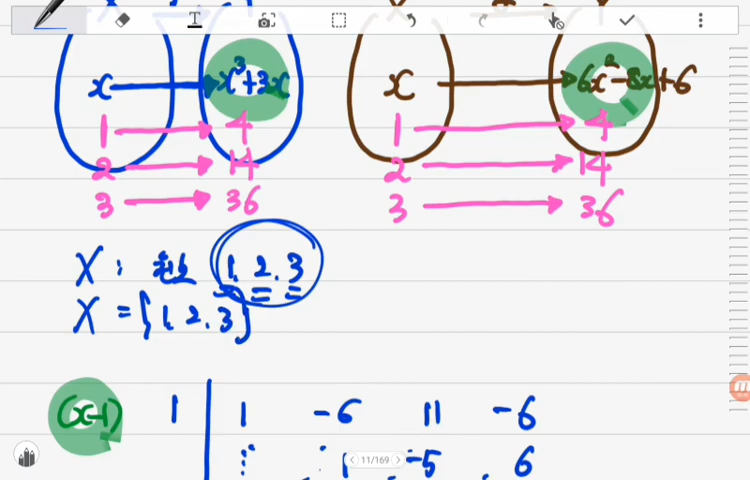 x → x³+3x x → 6x²-8x+6
1 → 4 1 → 4
2 → 14 2 → 14
3 → 36 3 → 36
X : 1, 2, 3
X = {1, 2, 3}
(x-1) 1 | 1 -6 11 -6
1 -5 6
11/169